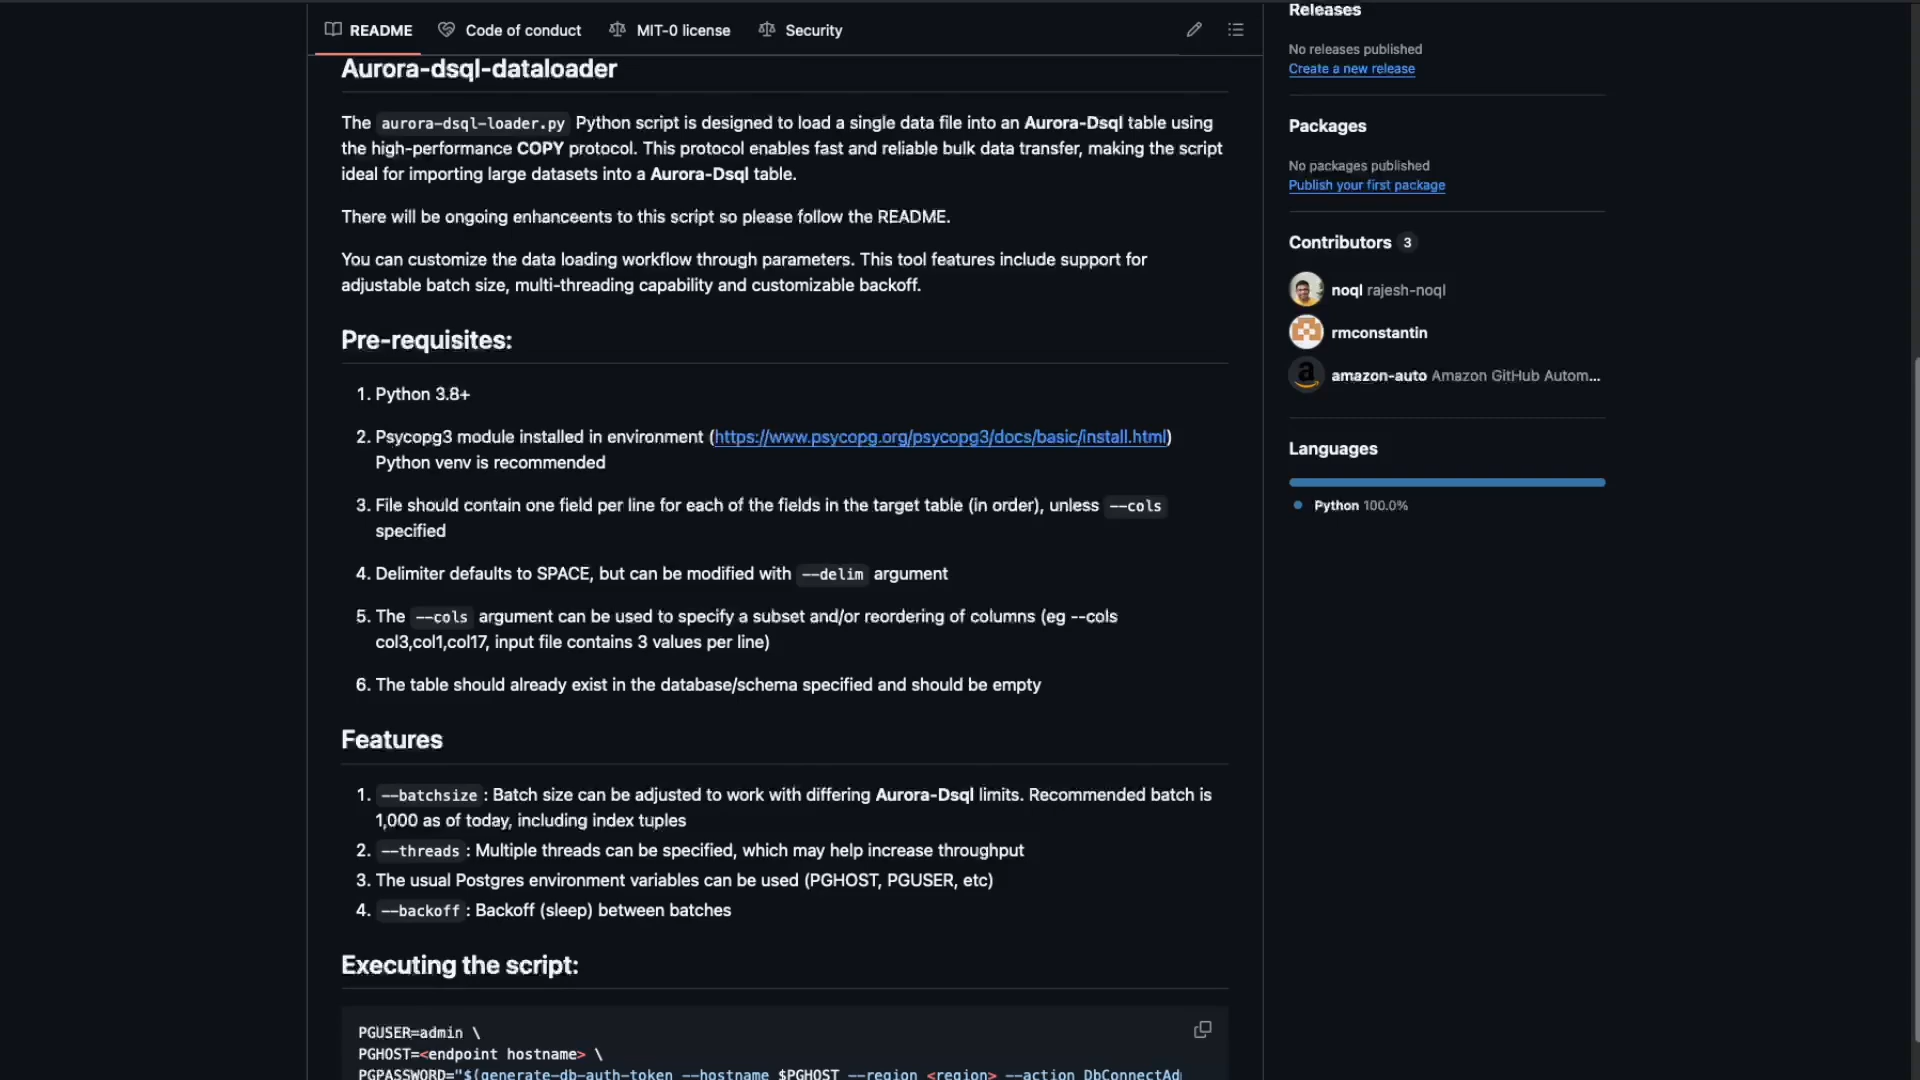 README
Code of conduct
MIT-0 license
Security
Aurora-dsql-dataloader
The aurora-dsql-loader.py Python script is designed to load a single data file into an Aurora-Dsql table using
the high-performance COPY protocol. This protocol enables fast and reliable bulk data transfer, making the script
ideal for importing large datasets into a Aurora-Dsql table.
There will be ongoing enhanceents to this script so please follow the README.
You can customize the data loading workflow through parameters. This tool features include support for
adjustable batch size, multi-threading capability and customizable backoff.
Pre-requisites:
1. Python 3.8+
2. Psycopg3 module installed in environment (https://www.psycopg.org/psycopg3/docs/basic/install.html)
Python venv is recommended
3. File should contain one field per line for each of the fields in the target table (in order), unless --cols
specified
4. Delimiter defaults to SPACE, but can be modified with --delim argument
5. The --cols argument can be used to specify a subset and/or reordering of columns (eg --cols
col3,col1,col17, input file contains 3 values per line)
6. The table should already exist in the database/schema specified and should be empty
Features
1. --batchsize : Batch size can be adjusted to work with differing Aurora-Dsql limits. Recommended batch is
1,000 as of today, including index tuples
2. --threads : Multiple threads can be specified, which may help increase throughput
3. The usual Postgres environment variables can be used (PGHOST, PGUSER, etc)
4. --backoff : Backoff (sleep) between batches
Executing the script:
PGUSER=admin \
PGHOST=<endpoint hostname> \
PGPASSWORD="$(generate-db-auth-token --hostname $PGHOST --region <region> --action DbConnectAd
Releases
No releases published
Create a new release
Packages
No packages published
Publish your first package
Contributors 3
noql rajesh-noql
rmconstantin
amazon-auto Amazon GitHub Autom...
Languages
Python 100.0%